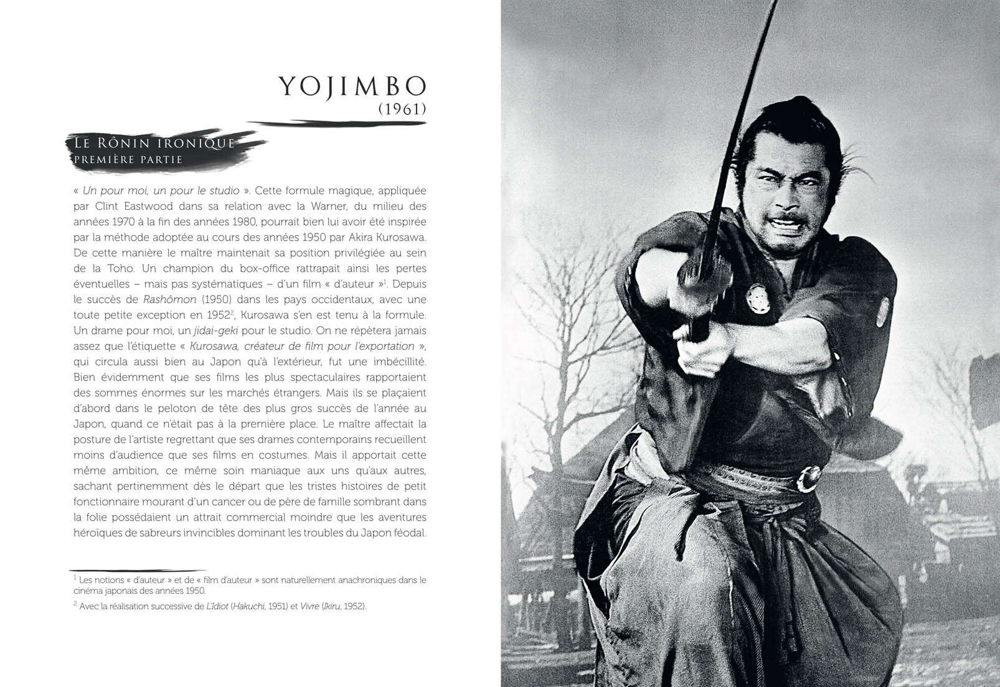 YOJIMBO
(1961)
LE RÔNIN IRONIQUE
PREMIÈRE PARTIE
« Un pour moi, un pour le studio ». Cette formule magique, appliquée
par Clint Eastwood dans sa relation avec la Warner, du milieu des
années 1970 à la fin des années 1980, pourrait bien lui avoir été inspirée
par la méthode adoptée au cours des années 1950 par Akira Kurosawa.
De cette manière le maître maintenait sa position privilégiée au sein
de la Toho. Un champion du box-office rattrapait ainsi les pertes
éventuelles – mais pas systématiques – d'un film « d'auteur »¹. Depuis
le succès de Rashômon (1950) dans les pays occidentaux, avec une
toute petite exception en 1952², Kurosawa s'en est tenu à la formule.
Un drame pour moi, un jidai-geki pour le studio. On ne répètera jamais
assez que l'étiquette « Kurosawa, créateur de film pour l'exportation »,
qui circula aussi bien au Japon qu'à l'extérieur, fut une imbécillité.
Bien évidemment que ses films les plus spectaculaires rapportaient
des sommes énormes sur les marchés étrangers. Mais ils se plaçaient
d'abord dans le peloton de tête des plus gros succès de l'année au
Japon, quand ce n'était pas à la première place. Le maître affectait la
posture de l'artiste regrettant que ses drames contemporains recueillent
moins d'audience que ses films en costumes. Mais il apportait cette
même ambition, ce même soin maniaque aux uns qu'aux autres,
sachant pertinemment dès le départ que les tristes histoires de petit
fonctionnaire mourant d'un cancer ou de père de famille sombrant dans
la folie possédaient un attrait commercial moindre que les aventures
héroïques de sabreurs invincibles dominant les troubles du Japon féodal.
¹ Les notions « d'auteur » et de « film d'auteur » sont naturellement anachroniques dans le
cinéma japonais des années 1950.
² Avec la réalisation successive de L'Idiot (Hakuchi, 1951) et Vivre (Ikiru, 1952).